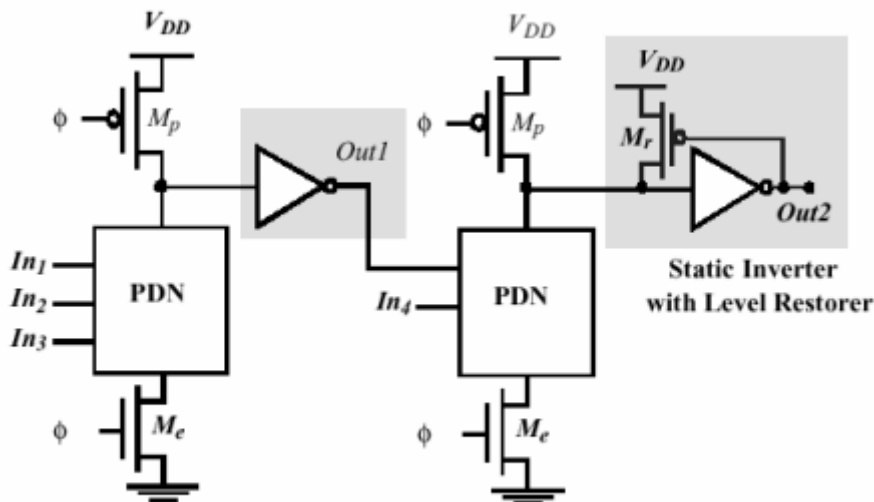 V_DD
V_DD
V_DD
ϕ
M_p
ϕ
M_p
M_r
Out1
Out2
In_1
In_2
In_3
PDN
In_4
PDN
Static Inverter
with Level Restorer
ϕ
M_e
ϕ
M_e